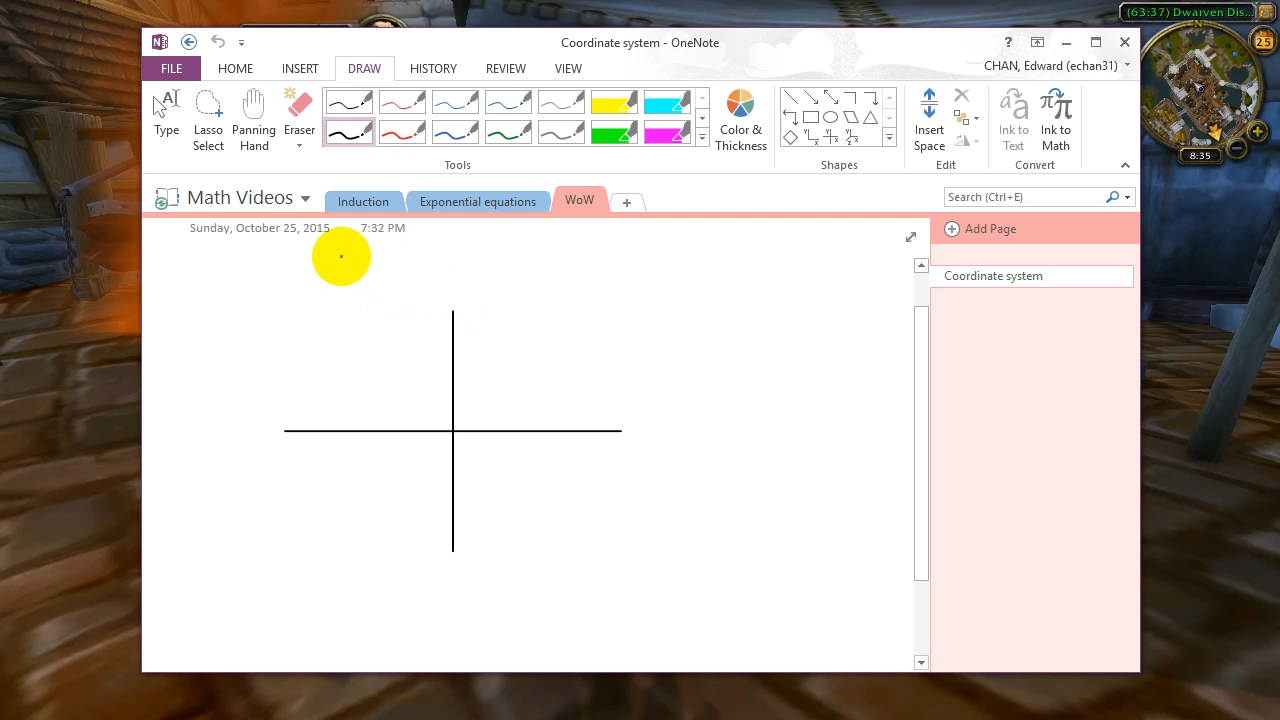 (63:37) Dwarven Dis...
N
25
8:35
Coordinate system - OneNote
?
CHAN, Edward (echan31)
FILE
HOME
INSERT
DRAW
HISTORY
REVIEW
VIEW
Type
Lasso
Select
Panning
Hand
Eraser
Color &
Thickness
Insert
Space
Ink to
Text
Ink to
Math
Tools
Shapes
Edit
Convert
Math Videos
Induction
Exponential equations
WoW
Search (Ctrl+E)
Sunday, October 25, 2015
7:32 PM
Add Page
Coordinate system